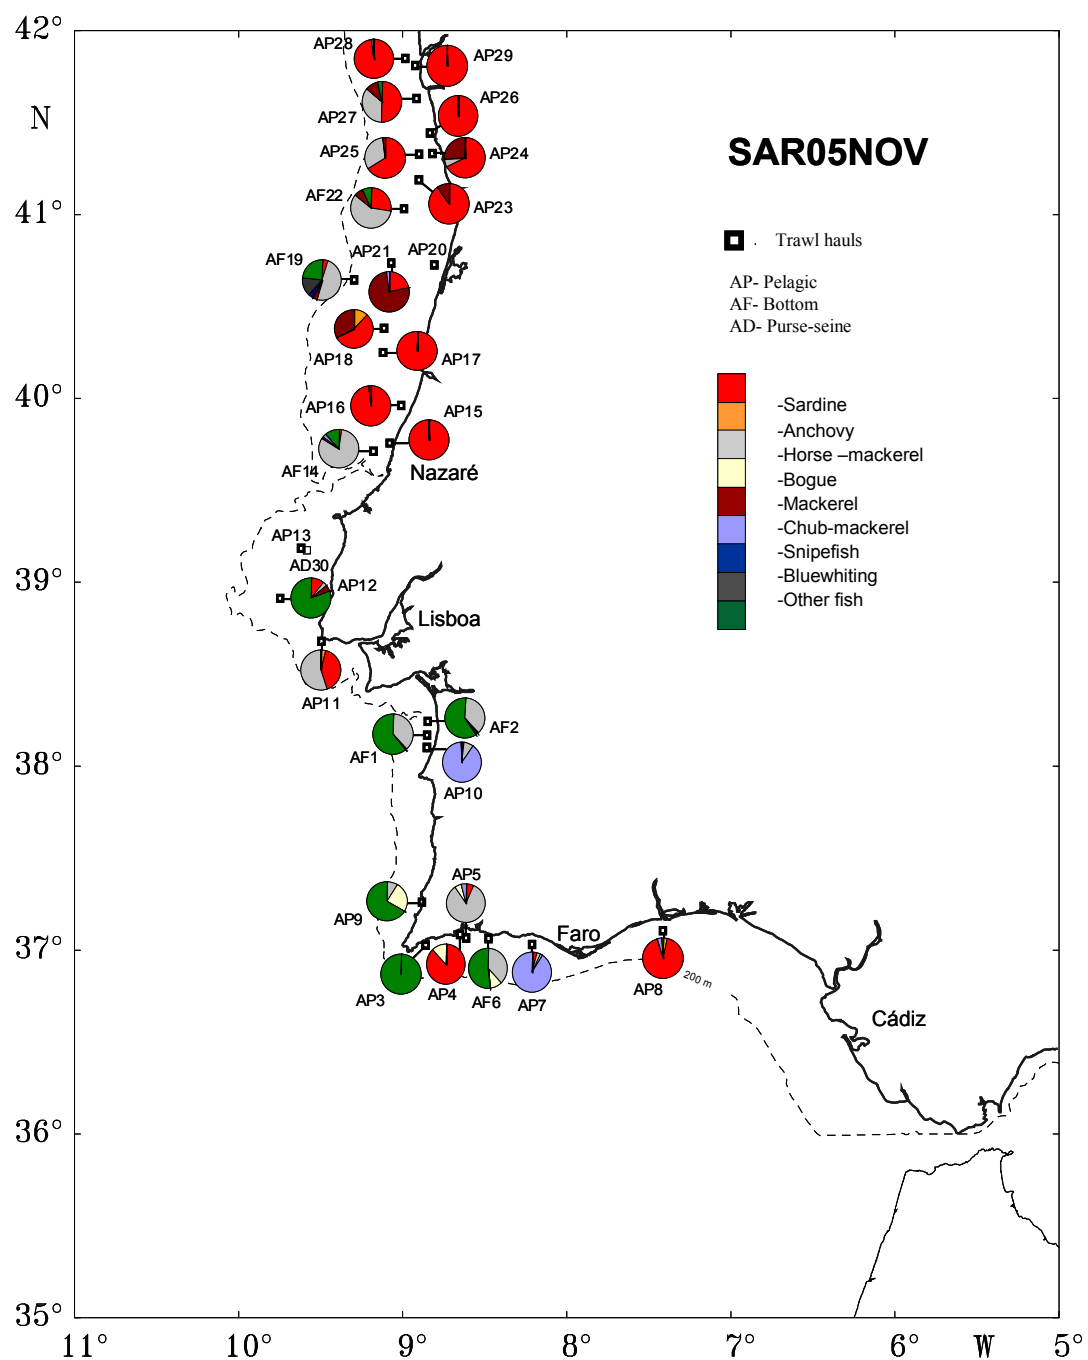 42°
AP28
AP29
N
AP27
AP26
SAR05NOV
AP25
AP24
AF22
AP23
41°
Trawl hauls
AP21
AP20
AF19
AP- Pelagic
AF- Bottom
AD- Purse-seine
AP18
AP17
40°
AP16
AP15
-Sardine
-Anchovy
-Horse –mackerel
-Bogue
-Mackerel
-Chub-mackerel
-Snipefish
-Bluewhiting
-Other fish
AF14
Nazaré
AP13
AD30
39°
AP12
Lisboa
AP11
AF2
AF1
38°
AP10
AP5
AP9
Faro
37°
AP3
AP4
AF6
AP7
AP8
200 m
Cádiz
36°
35°
11°
10°
9°
8°
7°
6°
W
5°